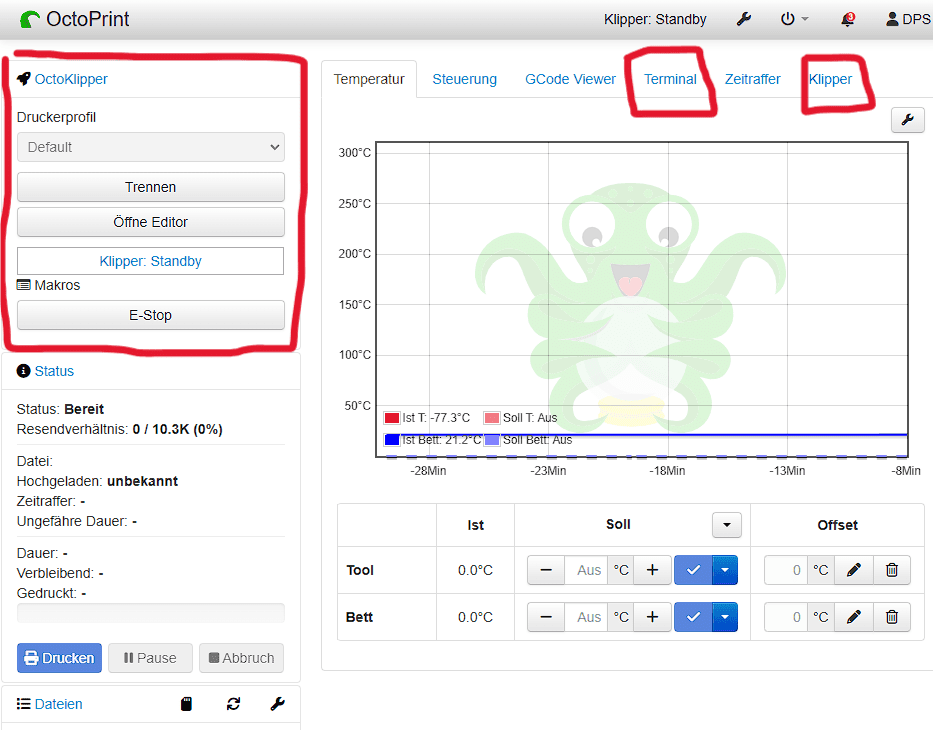 OctoPrint Klipper: Standby 3 DPS
OctoKlipper
Druckerprofil
Default
Trennen
Öffne Editor
Klipper: Standby
Makros
E-Stop
Status
Status: Bereit
Resendverhältnis: 0 / 10.3K (0%)
Datei:
Hochgeladen: unbekannt
Zeitraffer: -
Ungefähre Dauer: -
Dauer: -
Verbleibend: -
Gedruckt: -
Drucken Pause Abbruch
Dateien
Temperatur Steuerung GCode Viewer Terminal Zeitraffer Klipper
300°C
250°C
200°C
150°C
100°C
50°C
Ist T: -77.3°C Soll T: Aus
Ist Bett: 21.2°C Soll Bett: Aus
-28Min -23Min -18Min -13Min -8Min
Ist Soll Offset
Tool 0.0°C Aus °C 0 °C
Bett 0.0°C Aus °C 0 °C